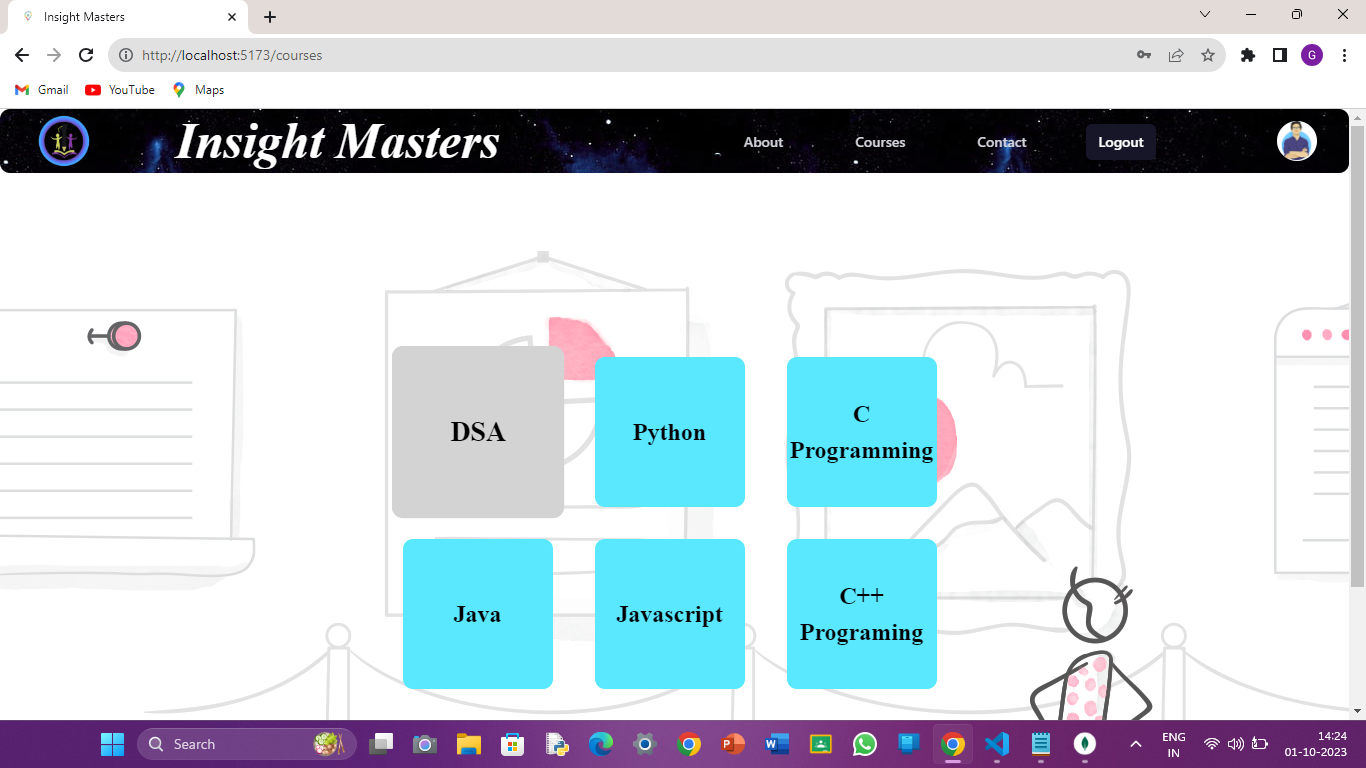 Insight Masters
http://localhost:5173/courses
G
Gmail
YouTube
Maps
Insight Masters
About
Courses
Contact
Logout
DSA
Python
C
Programming
Java
Javascript
C++
Programing
Search
ENG
IN
14:24
01-10-2023